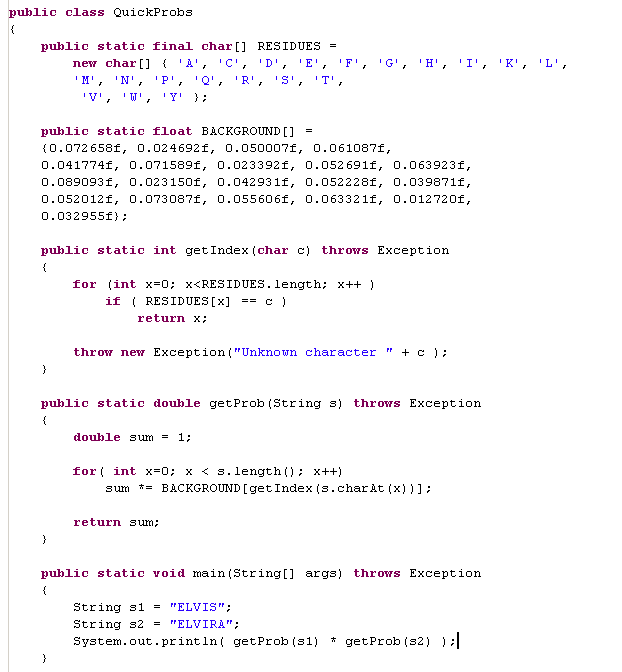 public class QuickProbs
{
    public static final char[] RESIDUES =
        new char[] { 'A', 'C', 'D', 'E', 'F', 'G', 'H', 'I', 'K', 'L',
        'M', 'N', 'P', 'Q', 'R', 'S', 'T',
         'V', 'W', 'Y' };
    public static float BACKGROUND[] =
    {0.072658f, 0.024692f, 0.050007f, 0.061087f,
    0.041774f, 0.071589f, 0.023392f, 0.052691f, 0.063923f,
    0.089093f, 0.023150f, 0.042931f, 0.052228f, 0.039871f,
    0.052012f, 0.073087f, 0.055606f, 0.063321f, 0.012720f,
    0.032955f};
    public static int getIndex(char c) throws Exception
    {
        for (int x=0; x<RESIDUES.length; x++ )
            if ( RESIDUES[x] == c )
                return x;
        throw new Exception("Unknown character " + c );
    }
    public static double getProb(String s) throws Exception
    {
        double sum = 1;
        for( int x=0; x < s.length(); x++)
            sum *= BACKGROUND[getIndex(s.charAt(x))];
        return sum;
    }
    public static void main(String[] args) throws Exception
    {
        String s1 = "ELVIS";
        String s2 = "ELVIRA";
        System.out.println( getProb(s1) * getProb(s2) );
    }